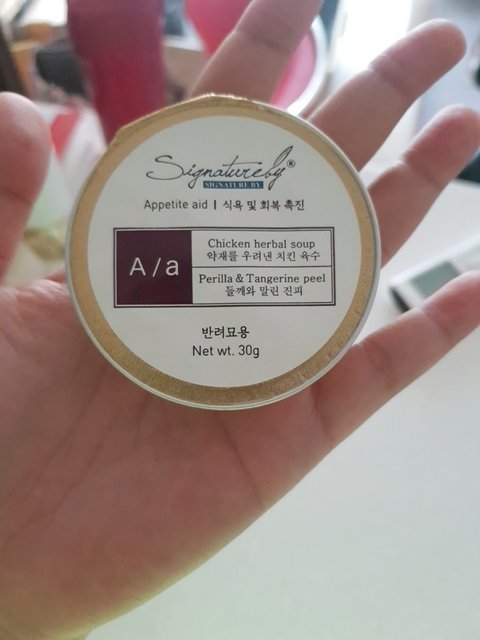 Signatureby®
SIGNATURE BY
Appetite aid | 식욕 및 회복 촉진
A/a
Chicken herbal soup
약재를 우려낸 치킨 육수
Perilla & Tangerine peel
들깨와 말린 진피
반려묘용
Net wt. 30g